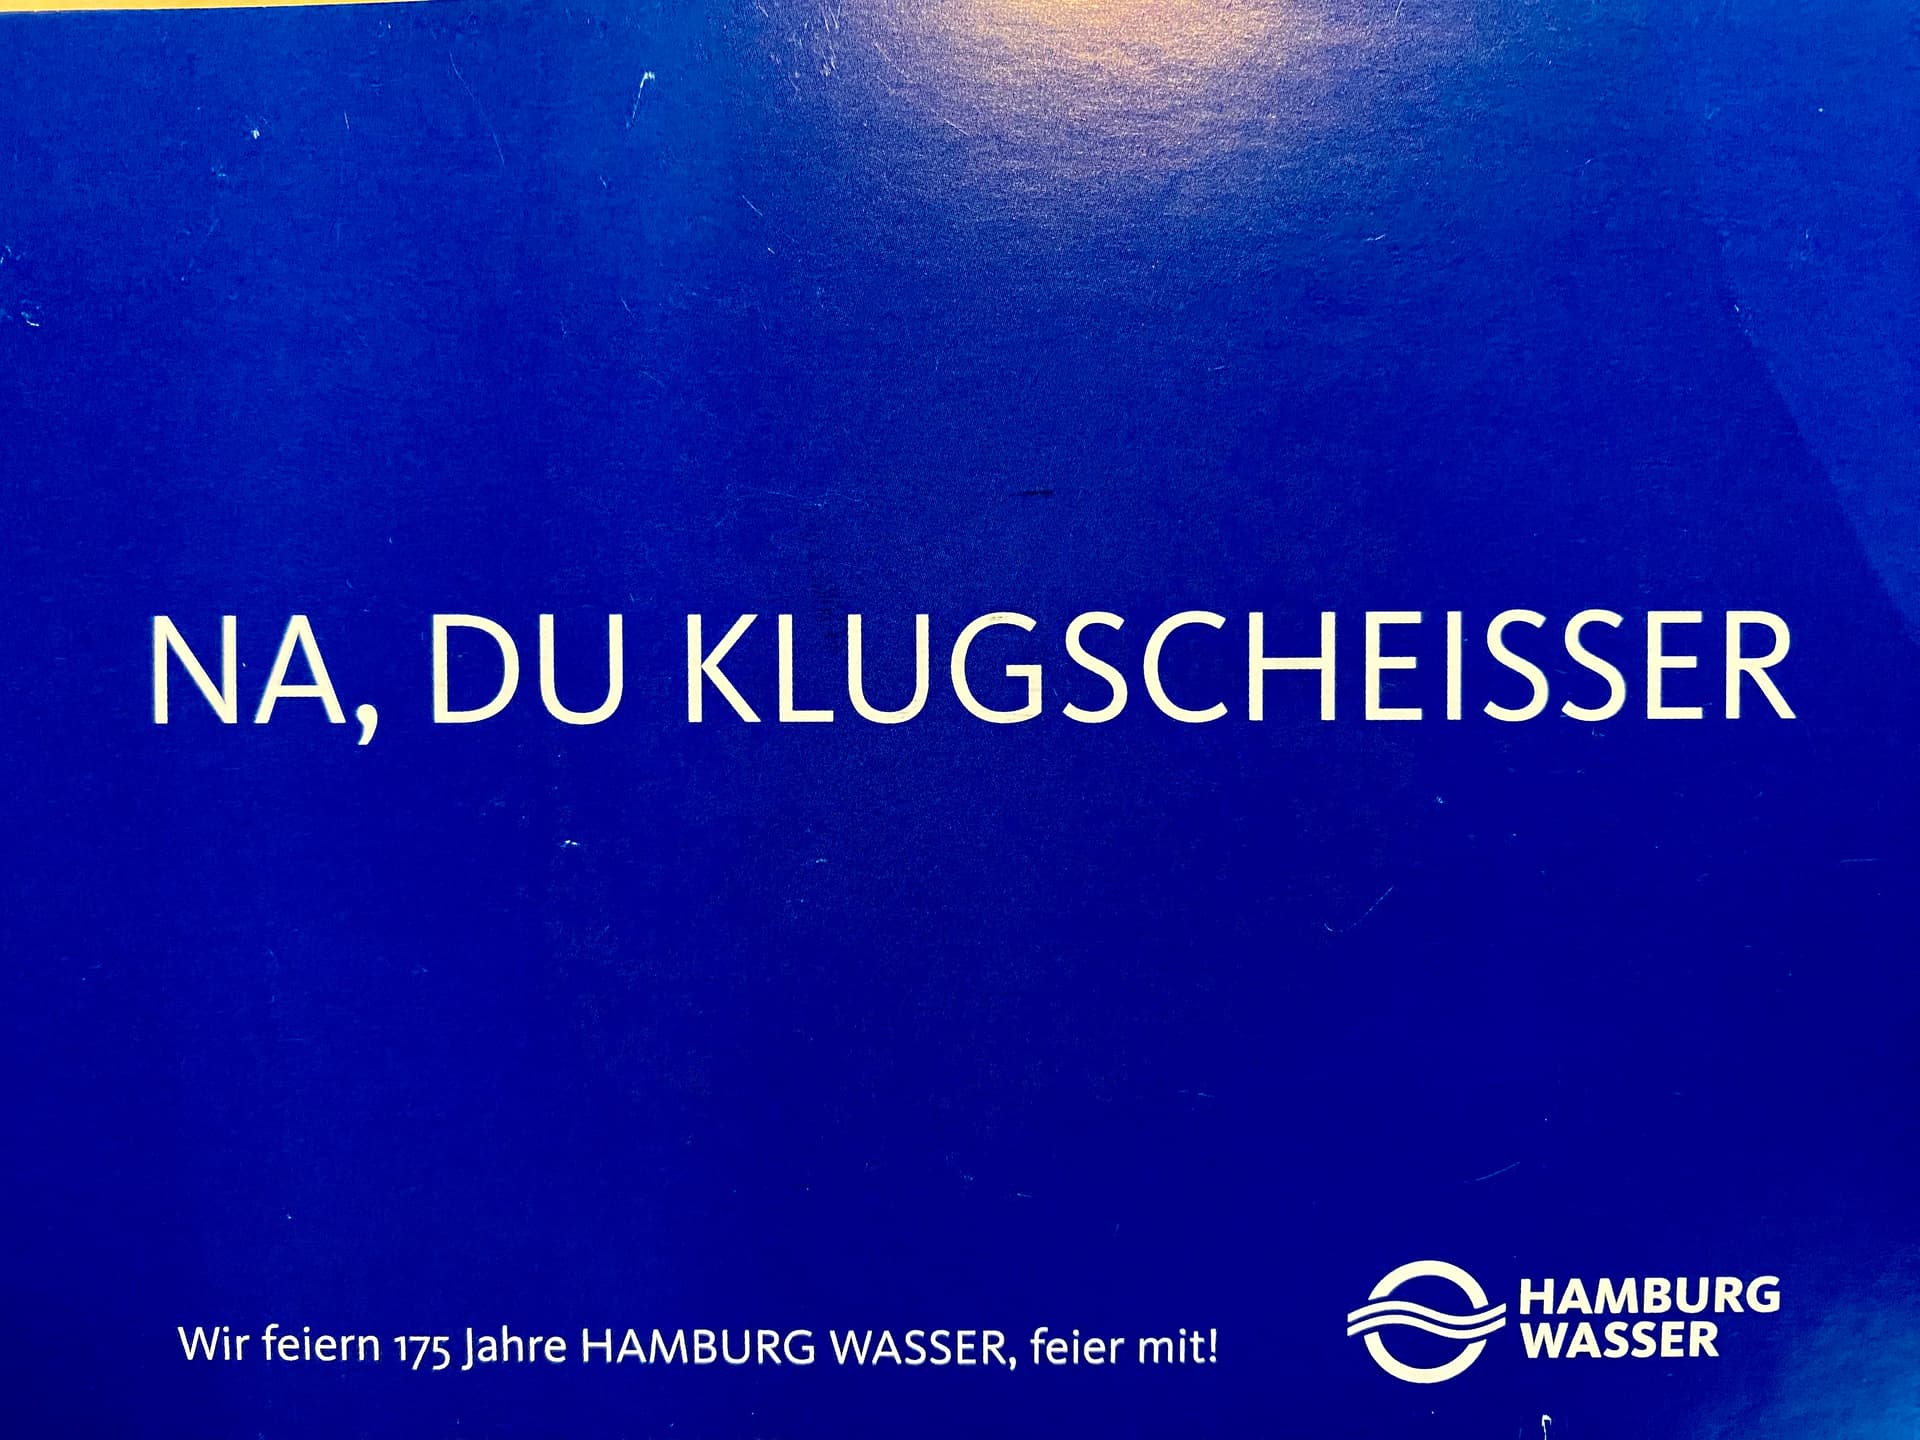 NA, DU KLUGSCHEISSER
Wir feiern 175 Jahre HAMBURG WASSER, feier mit!
HAMBURG
WASSER